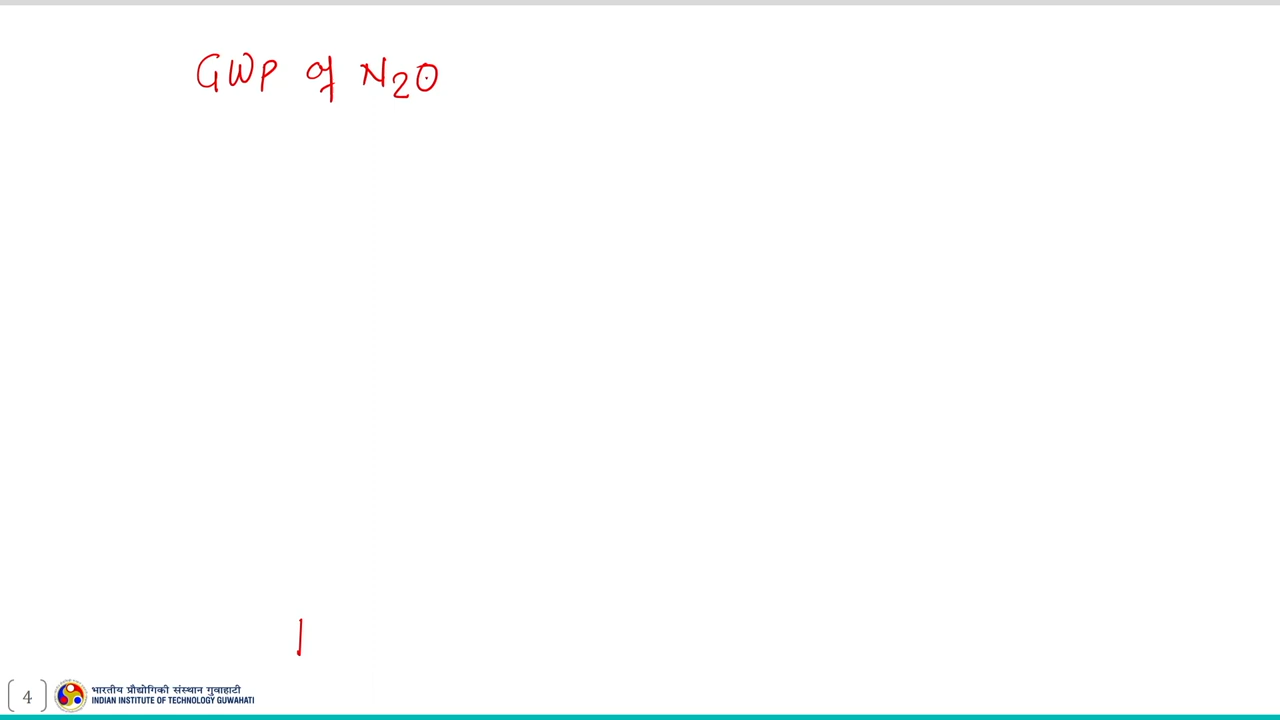 GWP of N2O
4
भारतीय प्रौद्योगिकी संस्थान गुवाहाटी
INDIAN INSTITUTE OF TECHNOLOGY GUWAHATI